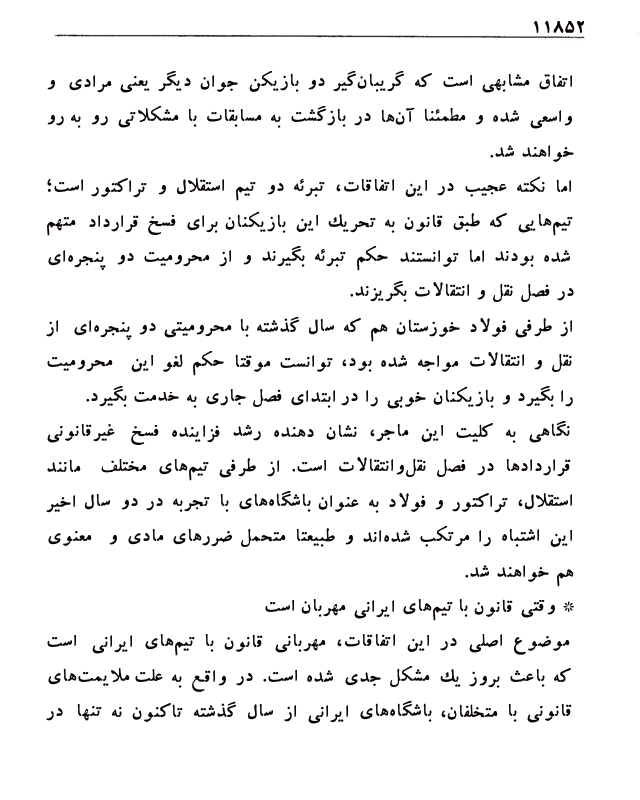 ۱۱۸۵۲
اتفاق مشابهی است که گریبان‌گیر دو بازیکن جوان دیگر یعنی مرادی و
واسعی شده و مطمئنا آن‌ها در بازگشت به مسابقات با مشکلاتی رو به رو
خواهند شد.
اما نکته عجیب در این اتفاقات، تبرئه دو تیم استقلال و تراکتور است؛
تیم‌هایی که طبق قانون به تحریك این بازیکنان برای فسخ قرارداد متهم
شده بودند اما توانستند حکم تبرئه بگیرند و از محرومیت دو پنجره‌ای
در فصل نقل و انتقالات بگریزند.
از طرفی فولاد خوزستان هم که سال گذشته با محرومیتی دو پنجره‌ای از
نقل و انتقالات مواجه شده بود، توانست موقتا حکم لغو این محرومیت
را بگیرد و بازیکنان خوبی را در ابتدای فصل جاری به خدمت بگیرد.
نگاهی به کلیت این ماجر، نشان دهنده رشد فزاینده فسخ غیرقانونی
قراردادها در فصل نقل‌وانتقالات است. از طرفی تیم‌های مختلف مانند
استقلال، تراکتور و فولاد به عنوان باشگاه‌های با تجربه در دو سال اخیر
این اشتباه را مرتکب شده‌اند و طبیعتا متحمل ضررهای مادی و معنوی
هم خواهند شد.
* وقتی قانون با تیم‌های ایرانی مهربان است
موضوع اصلی در این اتفاقات، مهربانی قانون با تیم‌های ایرانی است
که باعث بروز یك مشکل جدی شده است. در واقع به علت ملایمت‌های
قانونی با متخلفان، باشگاه‌های ایرانی از سال گذشته تاکنون نه تنها در